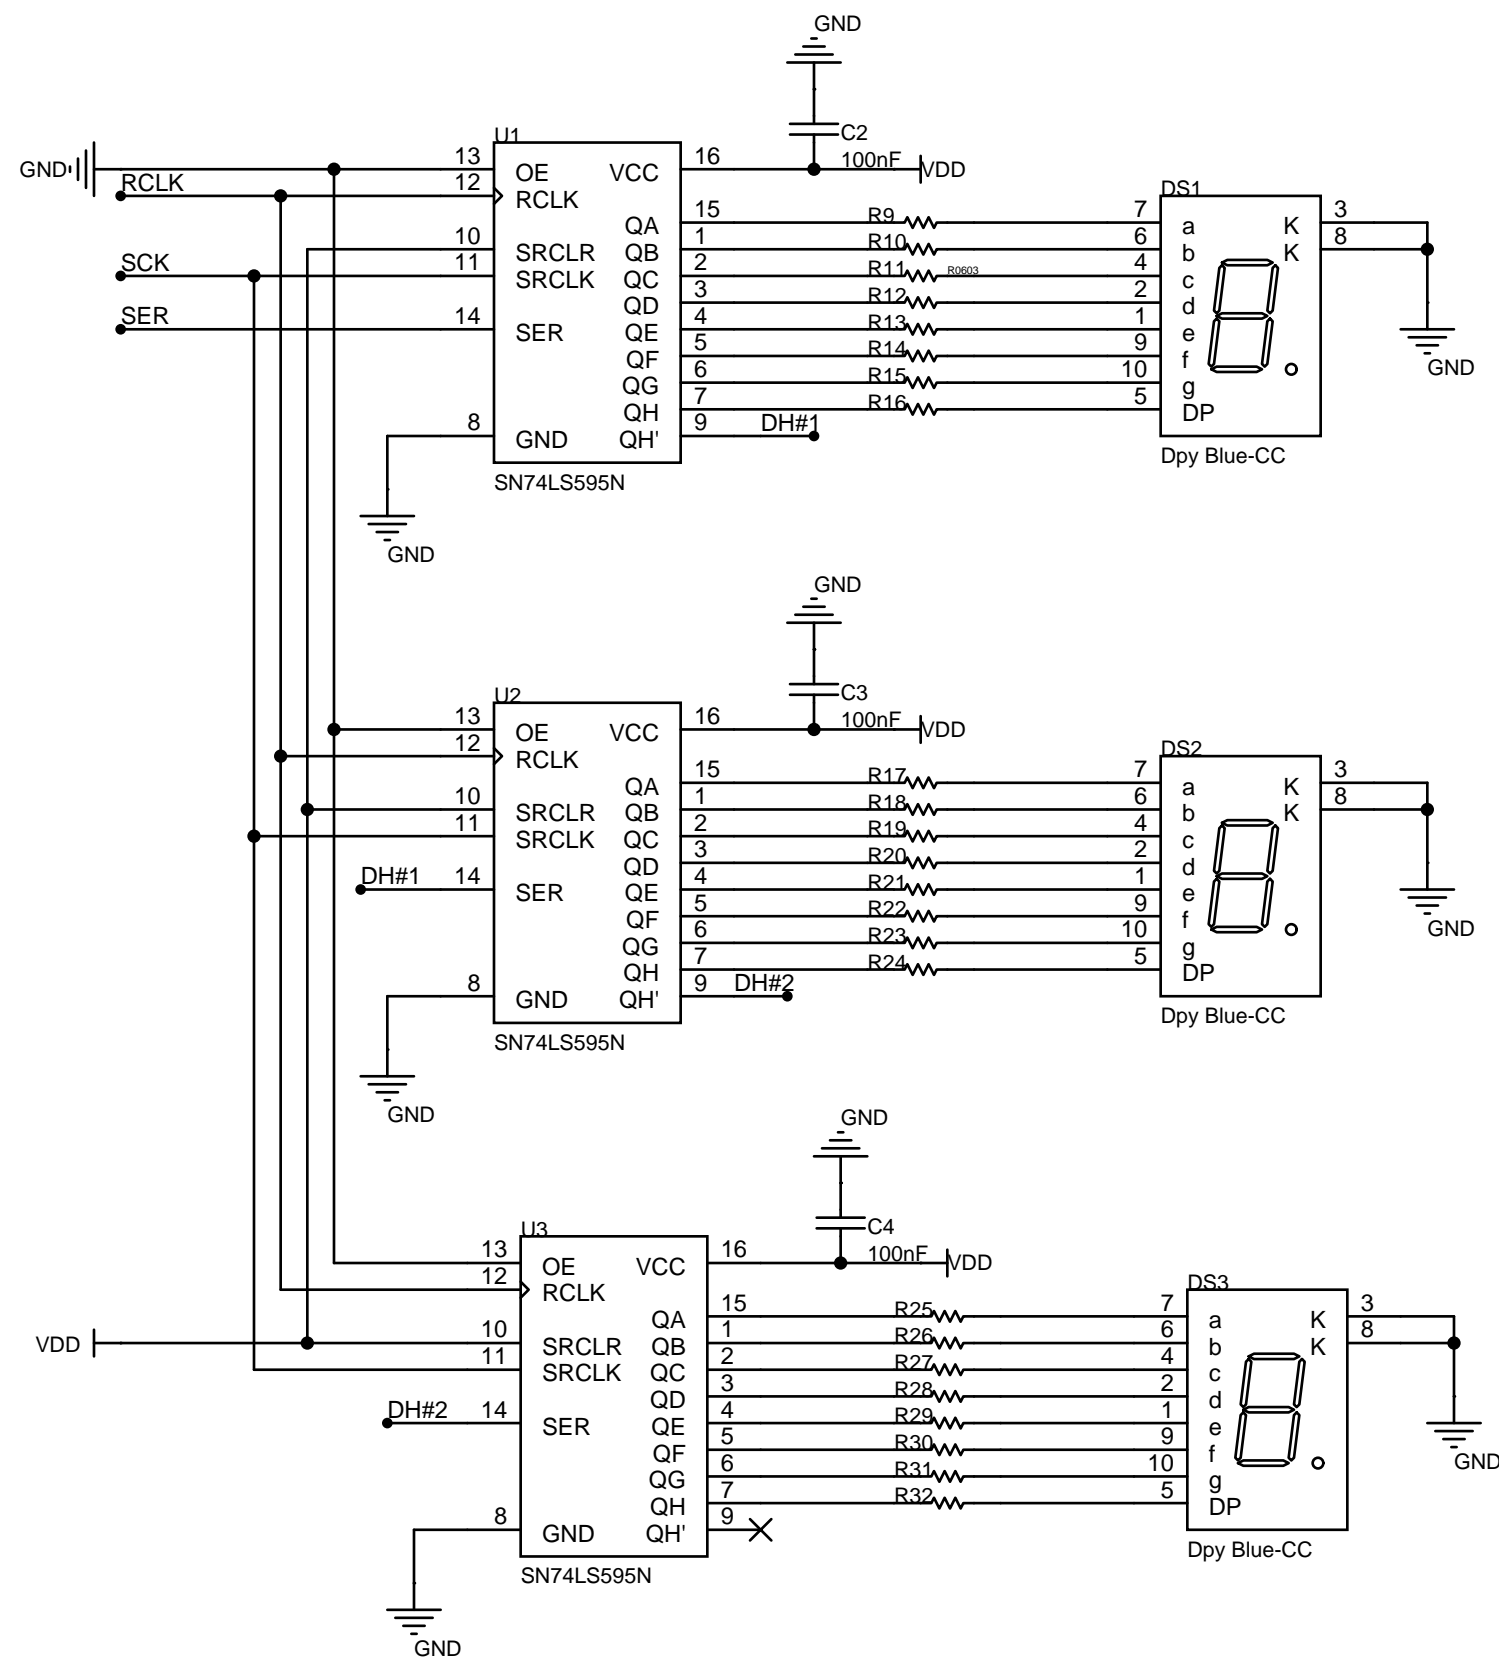 GND
C2
100nF
VDD
U1
GND
13
OE
VCC
16
RCLK
12
RCLK
DS1
QA
15
R9
7
a
K
3
10
SRCLR
QB
1
R10
6
b
K
8
SCK
11
SRCLK
QC
2
R11
R0603
4
c
QD
3
R12
2
d
SER
14
SER
QE
4
R13
1
e
QF
5
R14
9
f
GND
QG
6
R15
10
g
QH
7
R16
5
DP
8
GND
QH'
9
DH#1
Dpy Blue-CC
SN74LS595N
GND
GND
C3
100nF
VDD
U2
13
OE
VCC
16
12
RCLK
DS2
QA
15
R17
7
a
K
3
10
SRCLR
QB
1
R18
6
b
K
8
11
SRCLK
QC
2
R19
4
c
QD
3
R20
2
d
DH#1
14
SER
QE
4
R21
1
e
QF
5
R22
9
f
GND
QG
6
R23
10
g
QH
7
R24
5
DP
8
GND
QH'
9
DH#2
Dpy Blue-CC
SN74LS595N
GND
GND
C4
100nF
VDD
U3
13
OE
VCC
16
12
RCLK
DS3
QA
15
R25
7
a
K
3
VDD
10
SRCLR
QB
1
R26
6
b
K
8
11
SRCLK
QC
2
R27
4
c
QD
3
R28
2
d
DH#2
14
SER
QE
4
R29
1
e
QF
5
R30
9
f
GND
QG
6
R31
10
g
QH
7
R32
5
DP
8
GND
QH'
9
Dpy Blue-CC
SN74LS595N
GND